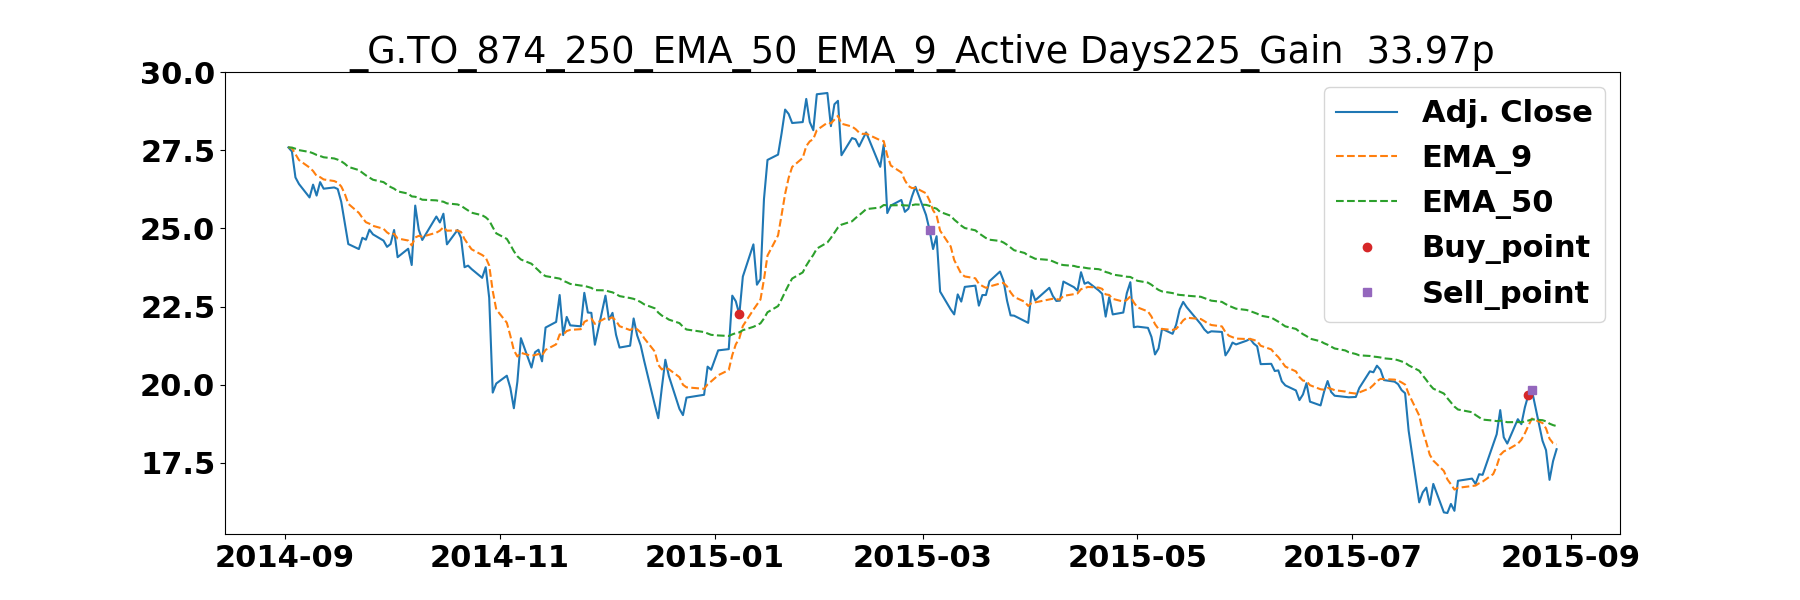 _G.TO_874_250_EMA_50_EMA_9_Active Days225_Gain  33.97p
30.0
27.5
25.0
22.5
20.0
17.5
Adj. Close
EMA_9
EMA_50
Buy_point
Sell_point
2014-09 2014-11 2015-01 2015-03 2015-05 2015-07 2015-09